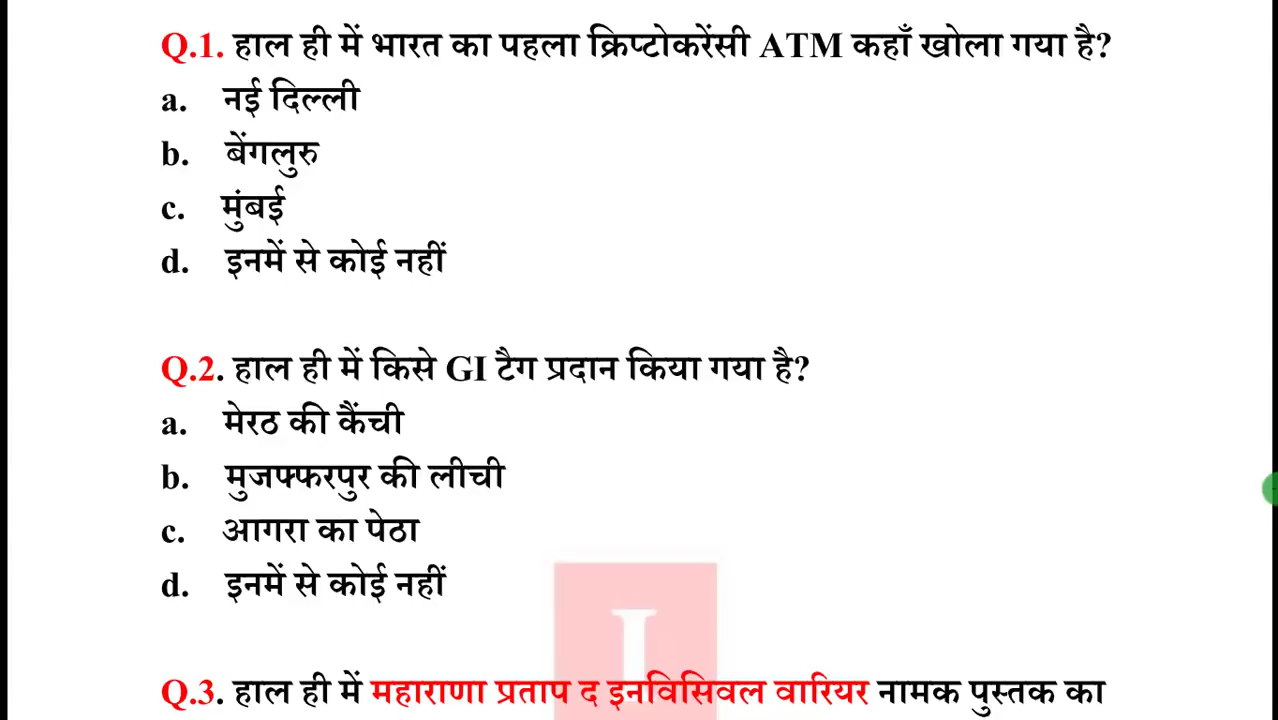 Q.1. हाल ही में भारत का पहला क्रिप्टोकरेंसी ATM कहाँ खोला गया है?
a. नई दिल्ली
b. बेंगलुरु
c. मुंबई
d. इनमें से कोई नहीं
Q.2. हाल ही में किसे GI टैग प्रदान किया गया है?
a. मेरठ की कैंची
b. मुजफ्फरपुर की लीची
c. आगरा का पेठा
d. इनमें से कोई नहीं
I
Q.3. हाल ही में महाराणा प्रताप द इनविसिवल वारियर नामक पुस्तक का